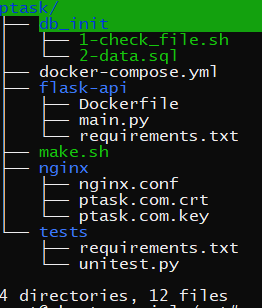 ptask/
├── db_init
│   ├── 1-check_file.sh
│   └── 2-data.sql
├── docker-compose.yml
├── flask-api
│   ├── Dockerfile
│   ├── main.py
│   └── requirements.txt
├── make.sh
├── nginx
│   ├── nginx.conf
│   ├── ptask.com.crt
│   └── ptask.com.key
└── tests
    ├── requirements.txt
    └── unitest.py
4 directories, 12 files